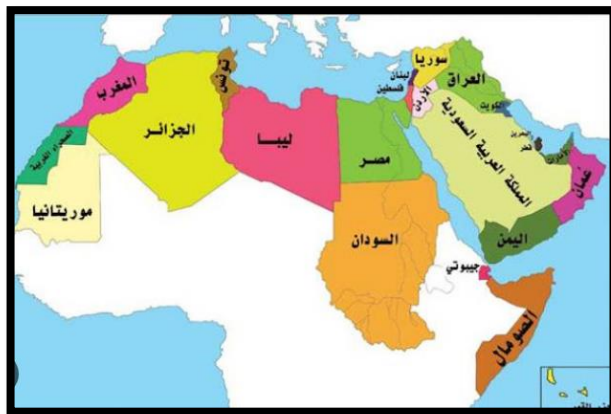 سوريا
لبنان
العراق
فلسطين
الأردن
تونس
المغرب
الكويت
الجزائر
ليبيا
مصر
البحرين
قطر
الأمارات
المملكة العربية السعودية
الصحراء الغربية
عُمان
موريتانيا
السودان
اليمن
جيبوتي
الصومال